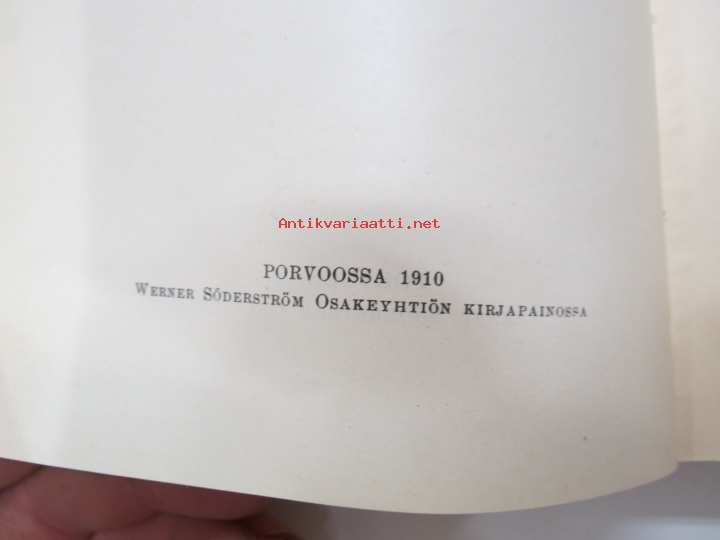 Antikvariaatti.net
PORVOOSSA 1910
WERNER SÖDERSTRÖM OSAKEYHTIÖN KIRJAPAINOSSA